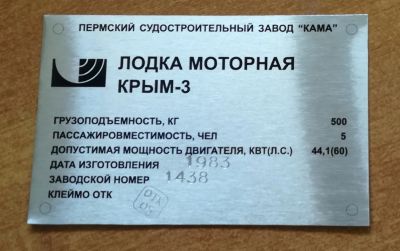 ПЕРМСКИЙ СУДОСТРОИТЕЛЬНЫЙ ЗАВОД "КАМА"
ЛОДКА МОТОРНАЯ
КРЫМ-3
ГРУЗОПОДЪЕМНОСТЬ, КГ 500
ПАССАЖИРОВМЕСТИМОСТЬ, ЧЕЛ 5
ДОПУСТИМАЯ МОЩНОСТЬ ДВИГАТЕЛЯ, КВТ(Л.С.) 44,1(60)
ДАТА ИЗГОТОВЛЕНИЯ 1983
ЗАВОДСКОЙ НОМЕР 1438
КЛЕЙМО ОТК